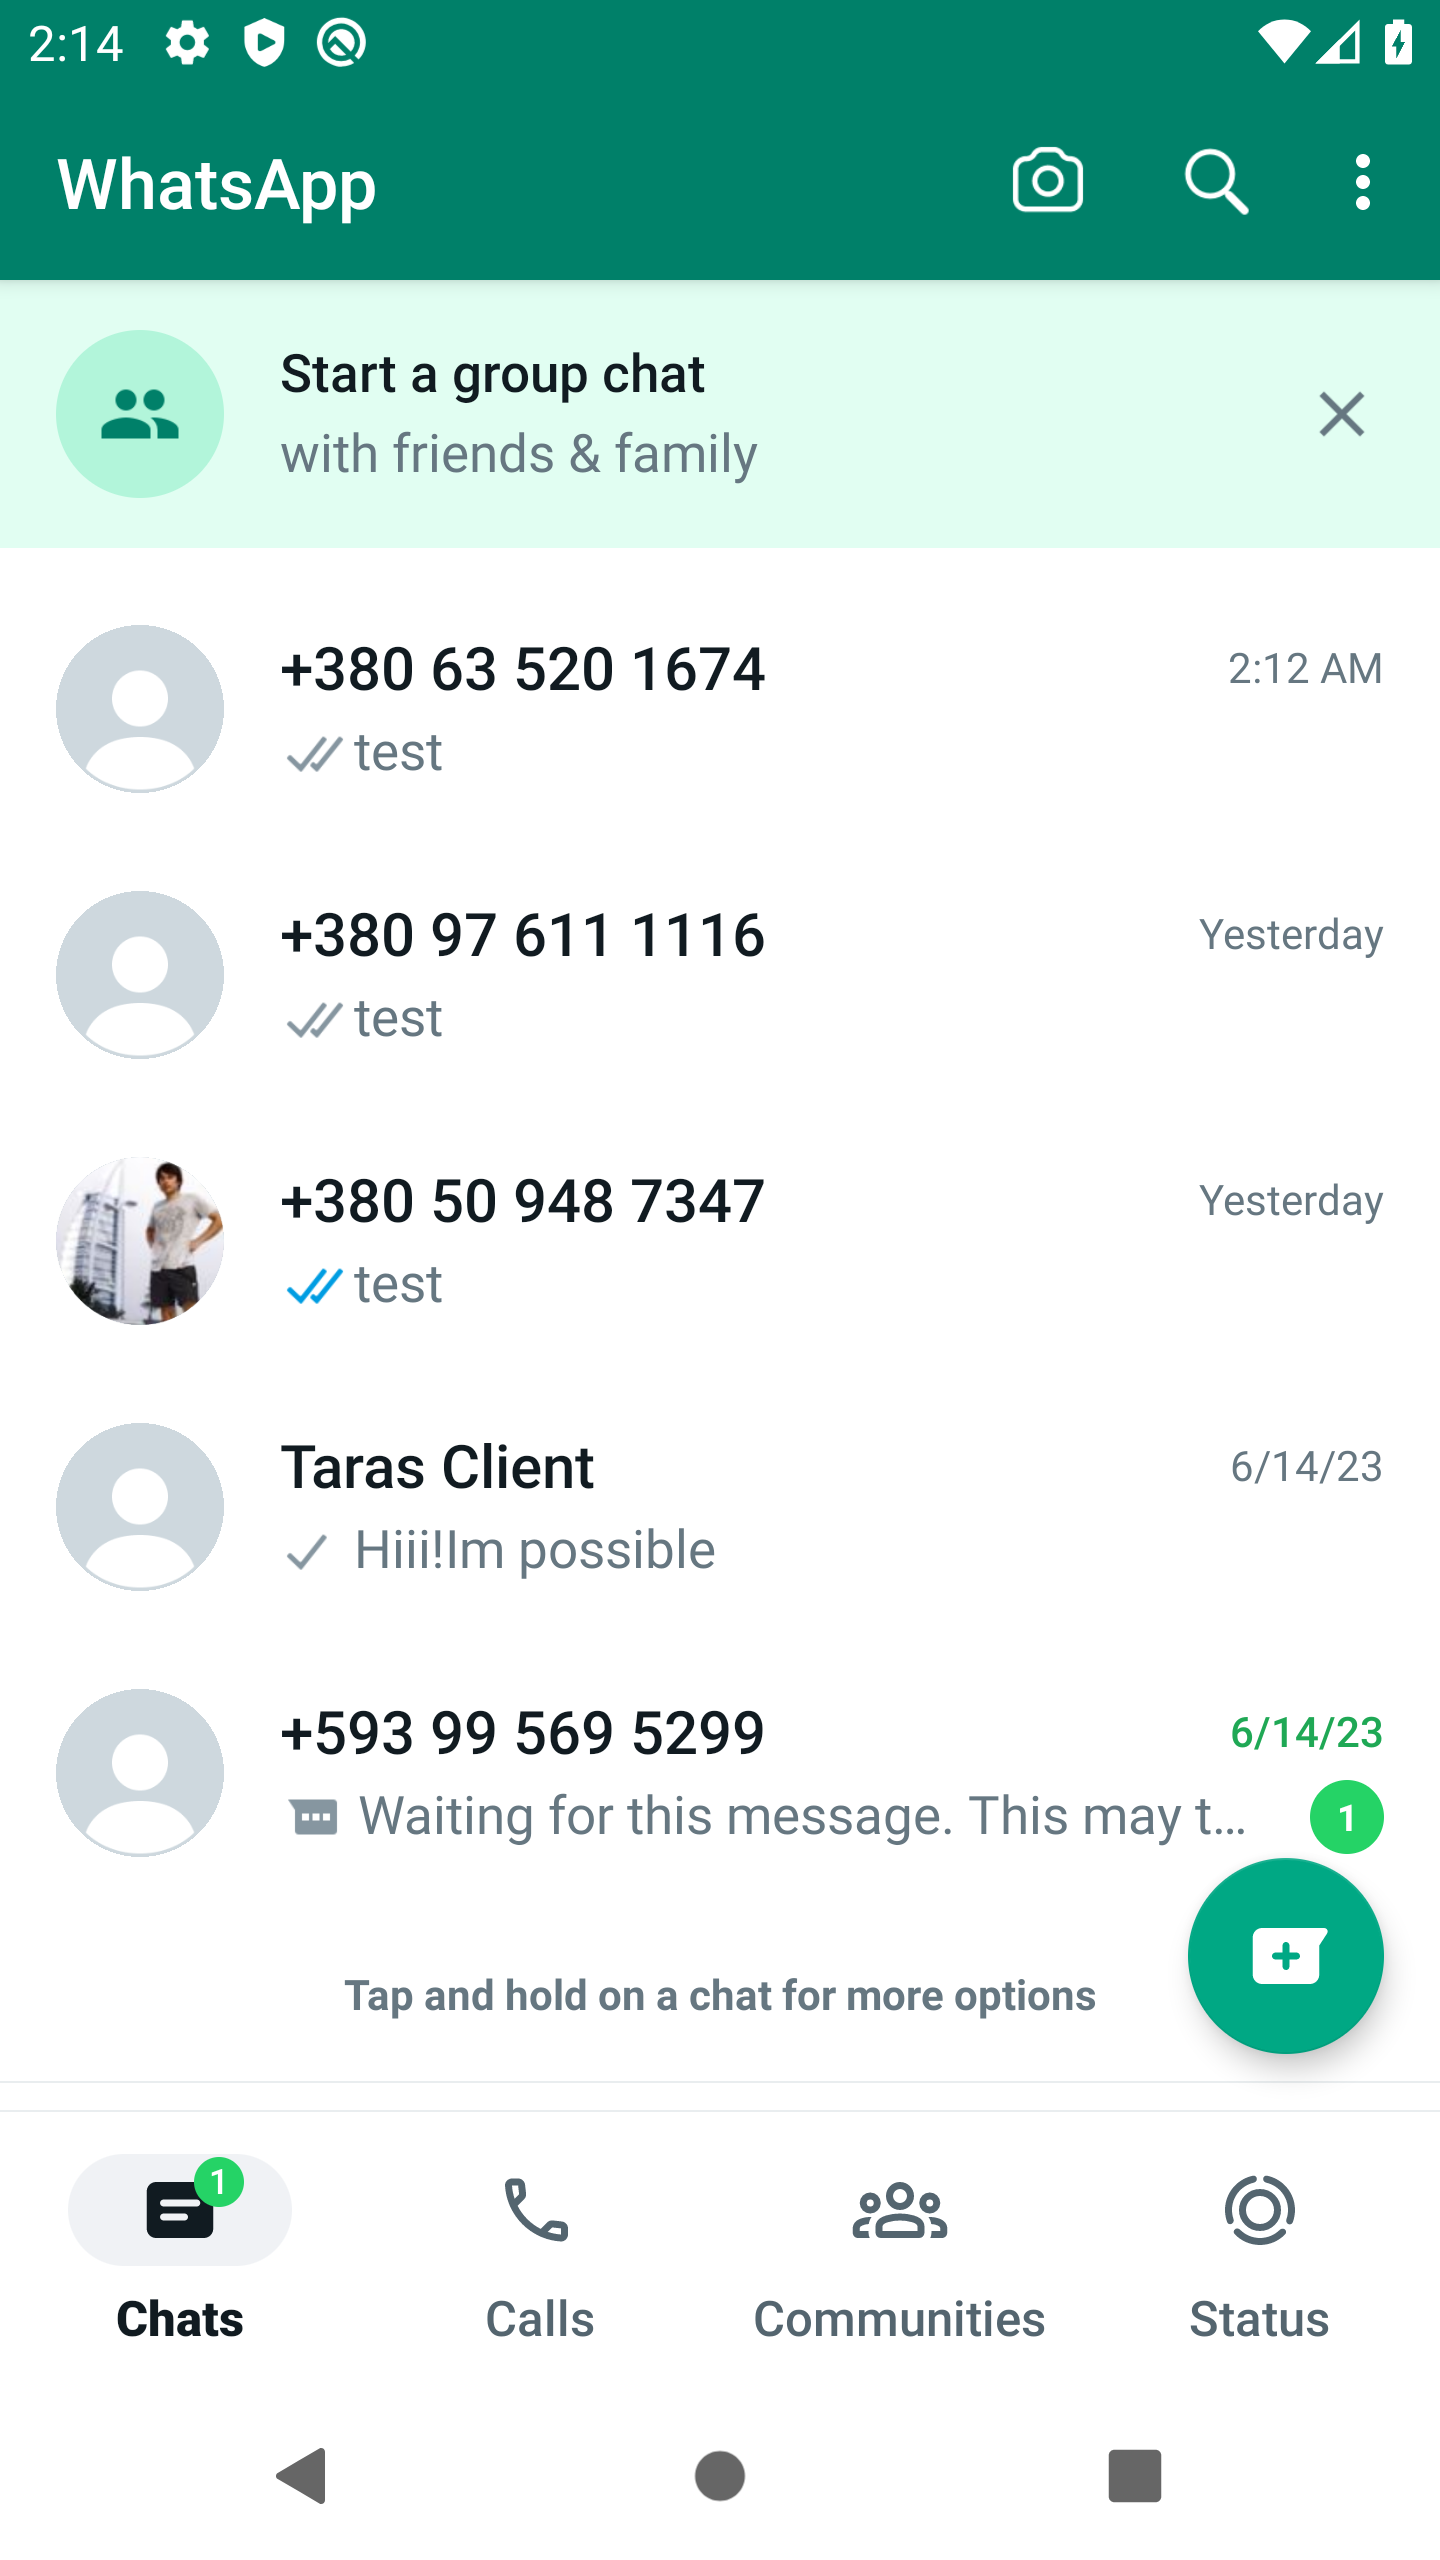 2:14
WhatsApp
Start a group chat
with friends & family
+380 63 520 1674
2:12 AM
test
+380 97 611 1116
Yesterday
test
+380 50 948 7347
Yesterday
test
Taras Client
6/14/23
Hiii!Im possible
+593 99 569 5299
6/14/23
Waiting for this message. This may t...
1
Tap and hold on a chat for more options
1
Chats
Calls
Communities
Status